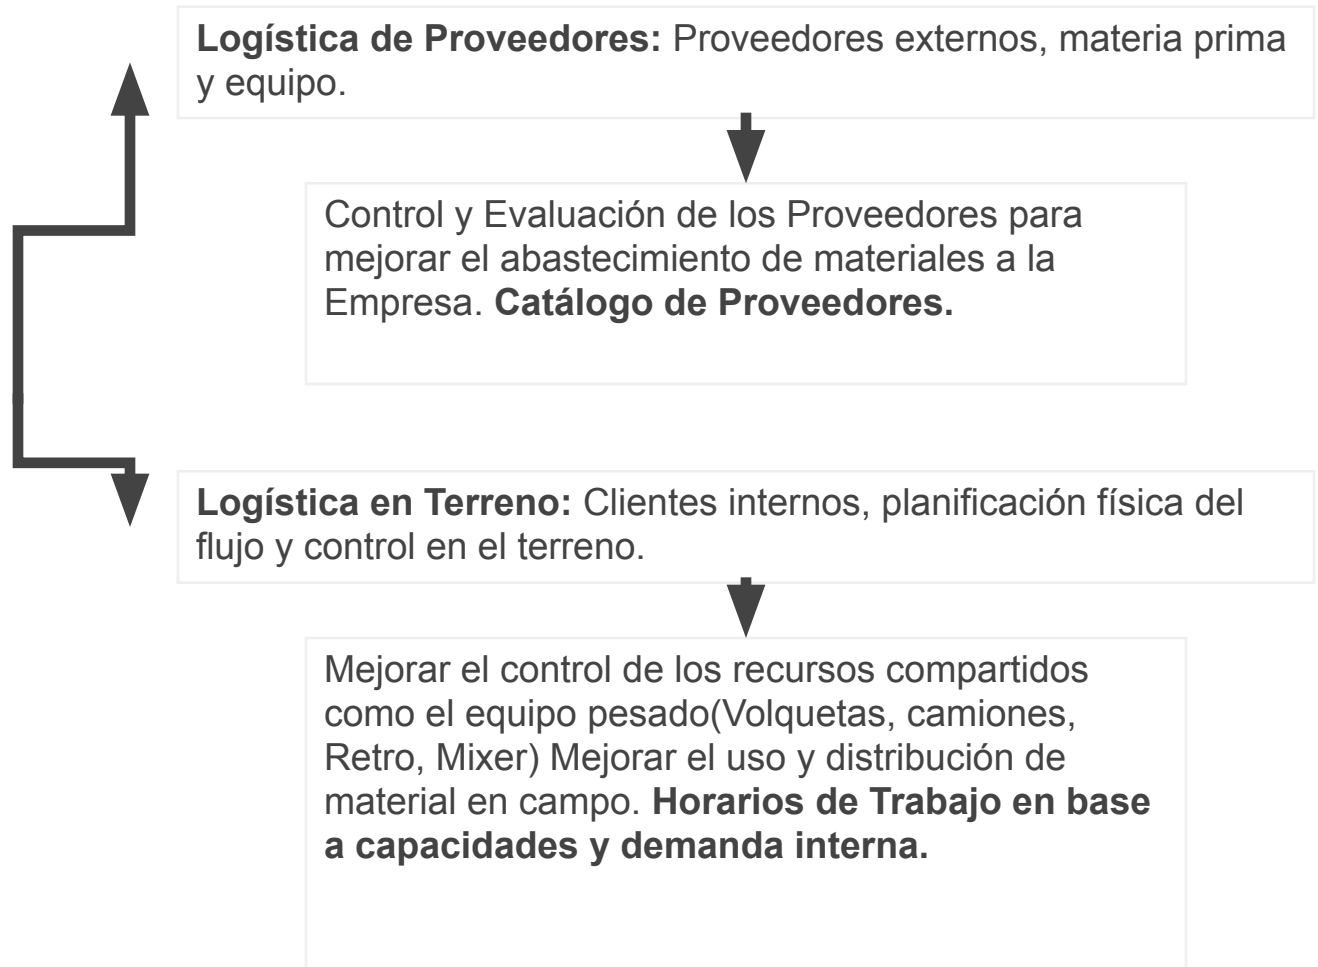 Logística de Proveedores: Proveedores externos, materia prima
y equipo.
Control y Evaluación de los Proveedores para
mejorar el abastecimiento de materiales a la
Empresa. Catálogo de Proveedores.
Logística en Terreno: Clientes internos, planificación física del
flujo y control en el terreno.
Mejorar el control de los recursos compartidos
como el equipo pesado(Volquetas, camiones,
Retro, Mixer) Mejorar el uso y distribución de
material en campo. Horarios de Trabajo en base
a capacidades y demanda interna.